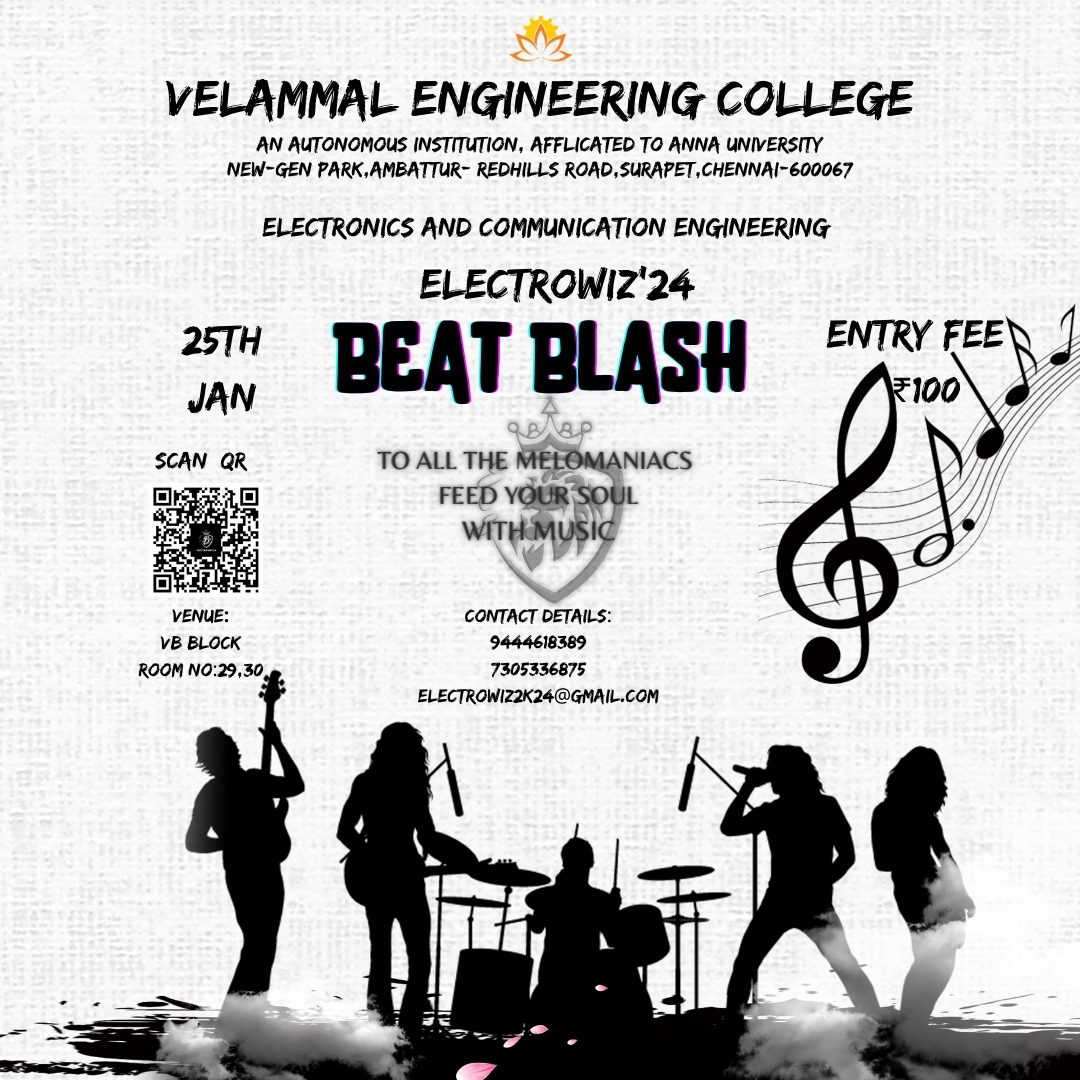 VELAMMAL ENGINEERING COLLEGE
AN AUTONOMOUS INSTITUTION, AFFLICATED TO ANNA UNIVERSITY
NEW-GEN PARK,AMBATTUR- REDHILLS ROAD,SURAPET,CHENNAI-600067
ELECTRONICS AND COMMUNICATION ENGINEERING
ELECTROWIZ'24
BEAT BLASH
25TH
JAN
ENTRY FEE
₹100
SCAN QR
TO ALL THE MELOMANIACS
FEED YOUR SOUL
WITH MUSIC
VENUE:
VB BLOCK
ROOM NO:29,30
CONTACT DETAILS:
9444618389
7305336875
ELECTROWIZ2K24@GMAIL.COM